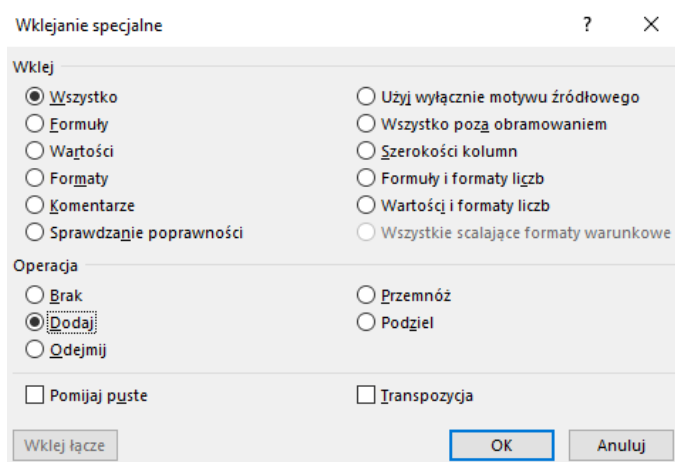 Wklejanie specjalne ?
Wklej
Wszystko
Formuły
Wartości
Formaty
Komentarze
Sprawdzanie poprawności
Użyj wyłącznie motywu źródłowego
Wszystko poza obramowaniem
Szerokości kolumn
Formuły i formaty liczb
Wartości i formaty liczb
Wszystkie scalające formaty warunkowe
Operacja
Brak
Dodaj
Odejmij
Przemnóż
Podziel
Pomijaj puste
Transpozycja
Wklej łącze
OK
Anuluj